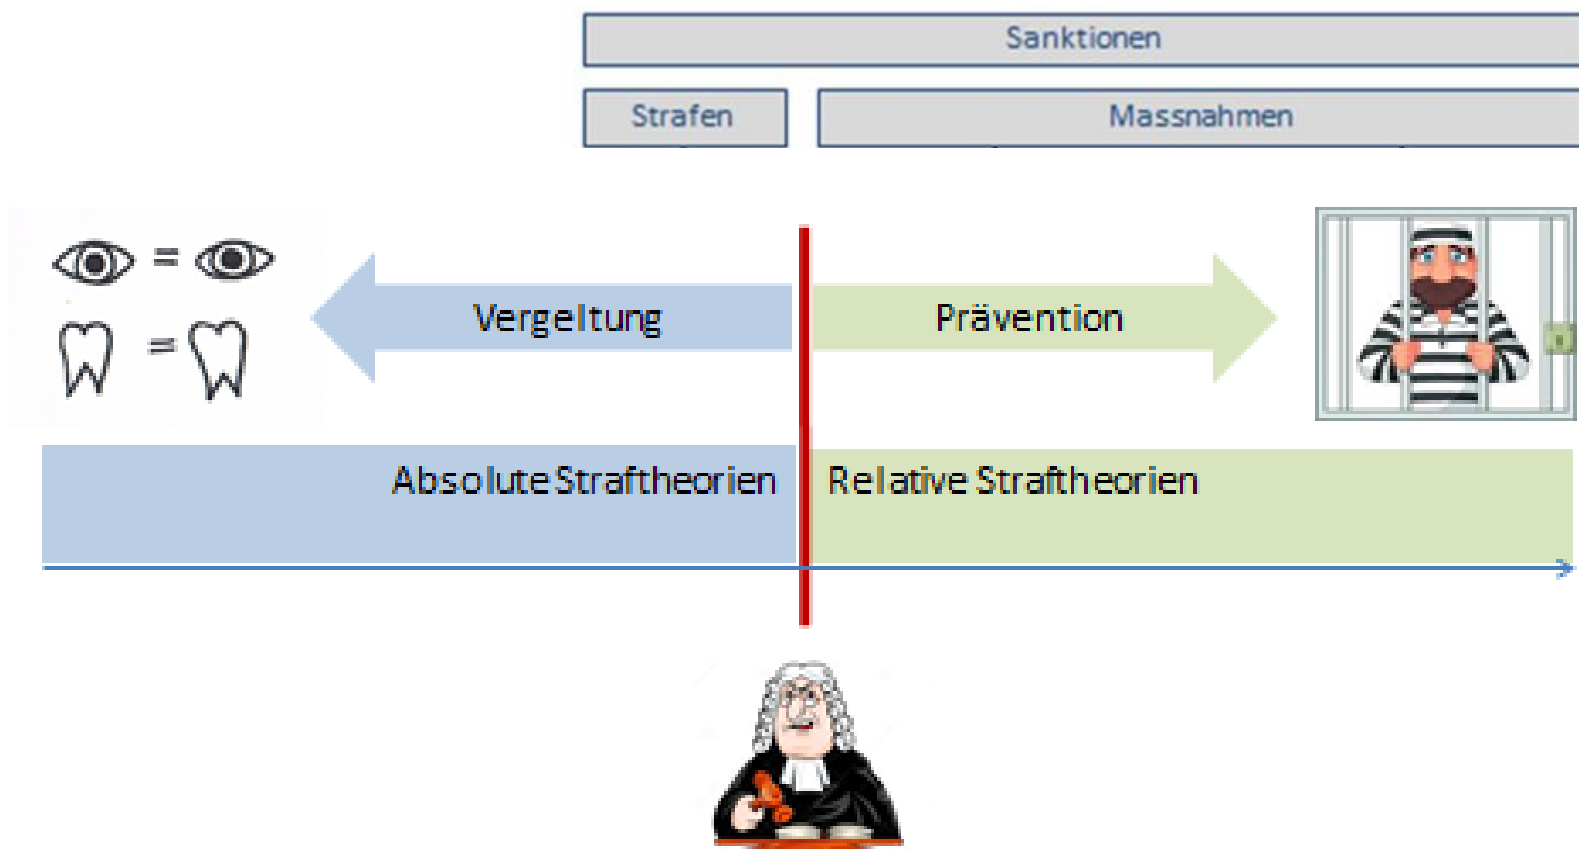 Sanktionen
Strafen
Massnahmen
Vergeltung
Prävention
Absolute Straftheorien
Relative Straftheorien